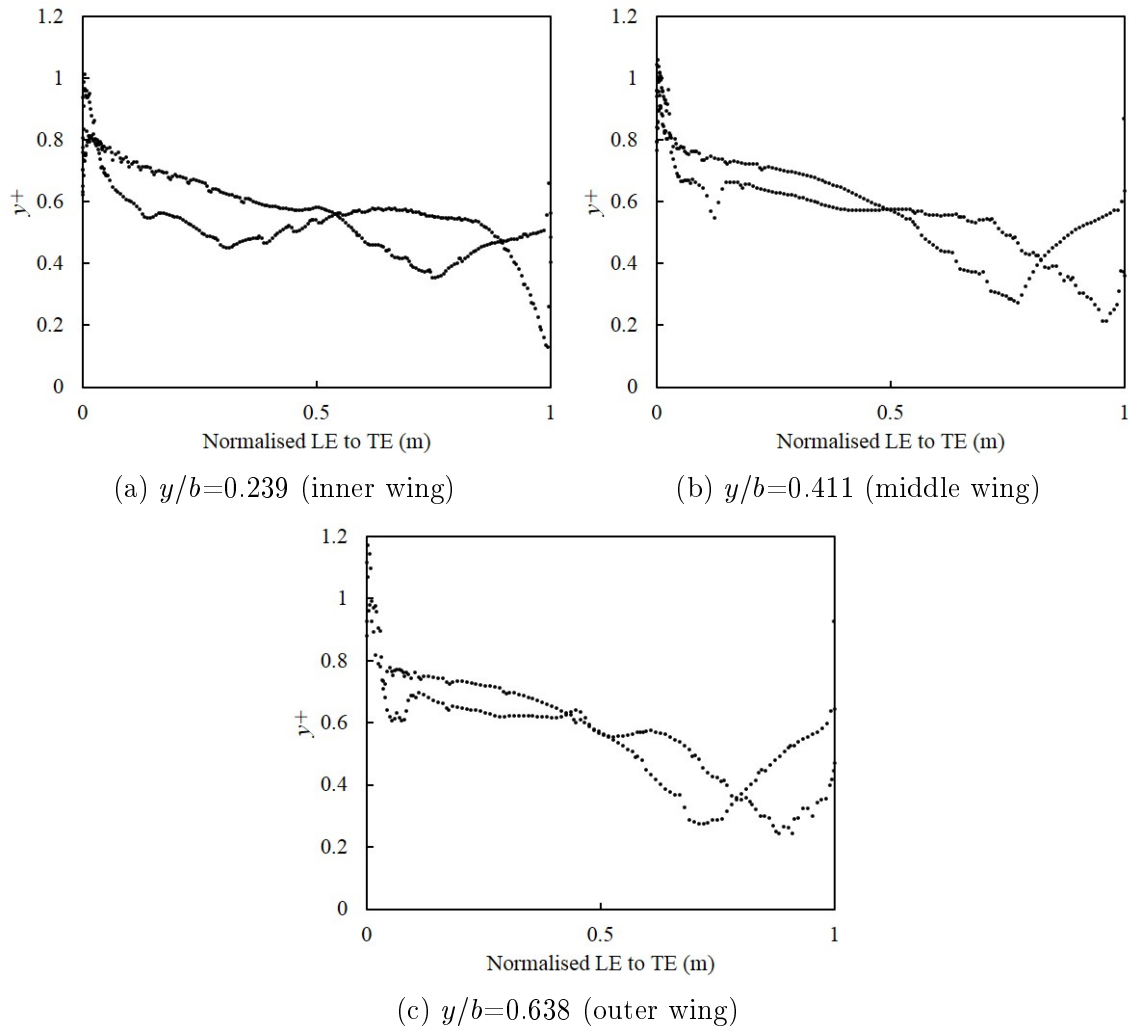 1.2
1
0.8
0.6
0.4
0.2
0
y+
0 0.5 1
Normalised LE to TE (m)
(a) y/b=0.239 (inner wing)
1.2
1
0.8
0.6
0.4
0.2
0
y+
0 0.5 1
Normalised LE to TE (m)
(b) y/b=0.411 (middle wing)
1.2
1
0.8
0.6
0.4
0.2
0
y+
0 0.5 1
Normalised LE to TE (m)
(c) y/b=0.638 (outer wing)